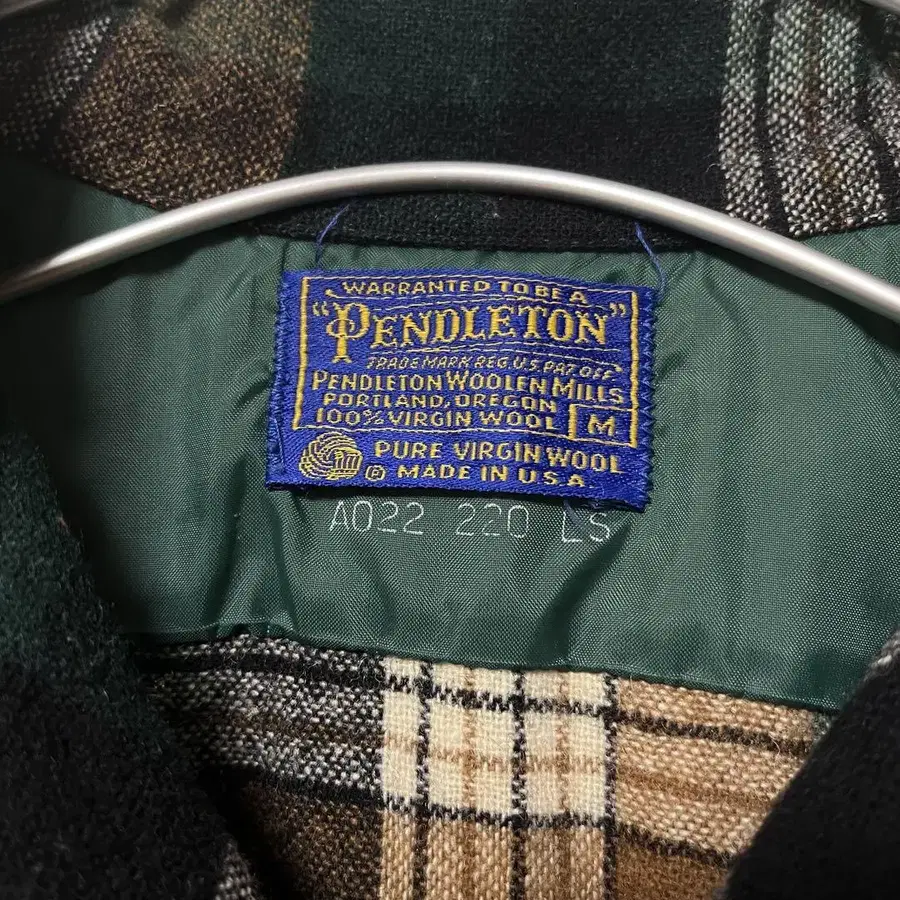 WARRANTED TO BE A
"PENDLETON"
TRADE MARK REG. U.S. PAT. OFF.
PENDLETON WOOLEN MILLS
PORTLAND, OREGON
100% VIRGIN WOOL M
PURE VIRGIN WOOL
® MADE IN U.S.A.
A022 220 LS